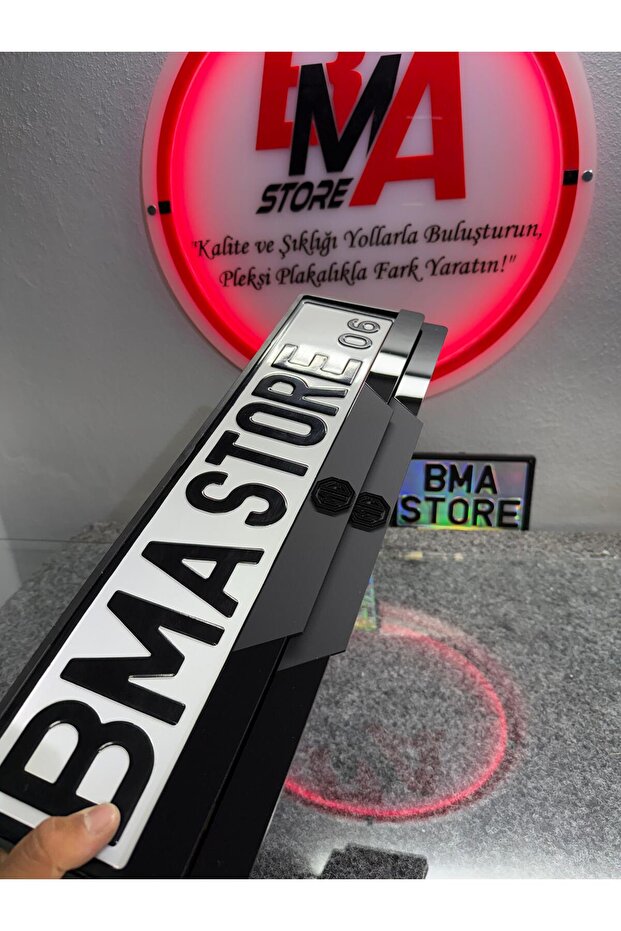 BMA
STORE
"Kalite ve Şıklığı Yollarla Buluşturun,
Pleksi Plakalıkla Fark Yaratın!"
BMA STORE 06
BMA
STORE